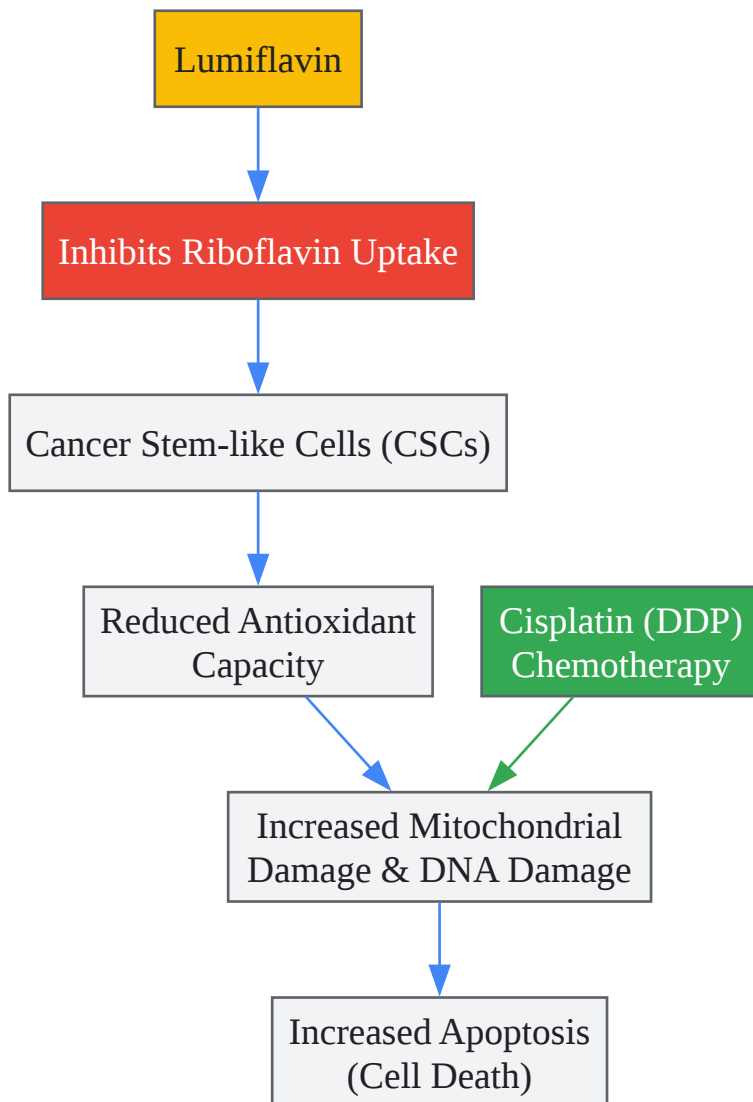 Lumiflavin
Inhibits Riboflavin Uptake
Cancer Stem-like Cells (CSCs)
Reduced Antioxidant
Capacity
Cisplatin (DDP)
Chemotherapy
Increased Mitochondrial
Damage & DNA Damage
Increased Apoptosis
(Cell Death)